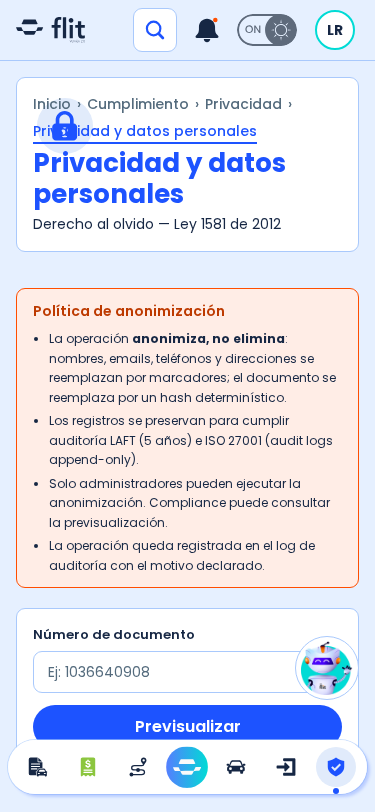 flit
ON
LR
Inicio › Cumplimiento › Privacidad ›
Privacidad y datos personales
Privacidad y datos
personales
Derecho al olvido — Ley 1581 de 2012
Política de anonimización
• La operación anonimiza, no elimina:
nombres, emails, teléfonos y direcciones se
reemplazan por marcadores; el documento se
reemplaza por un hash determinístico.
• Los registros se preservan para cumplir
auditoría LAFT (5 años) e ISO 27001 (audit logs
append-only).
• Solo administradores pueden ejecutar la
anonimización. Compliance puede consultar
la previsualización.
• La operación queda registrada en el log de
auditoría con el motivo declarado.
Número de documento
Ej: 1036640908
flit
Previsualizar